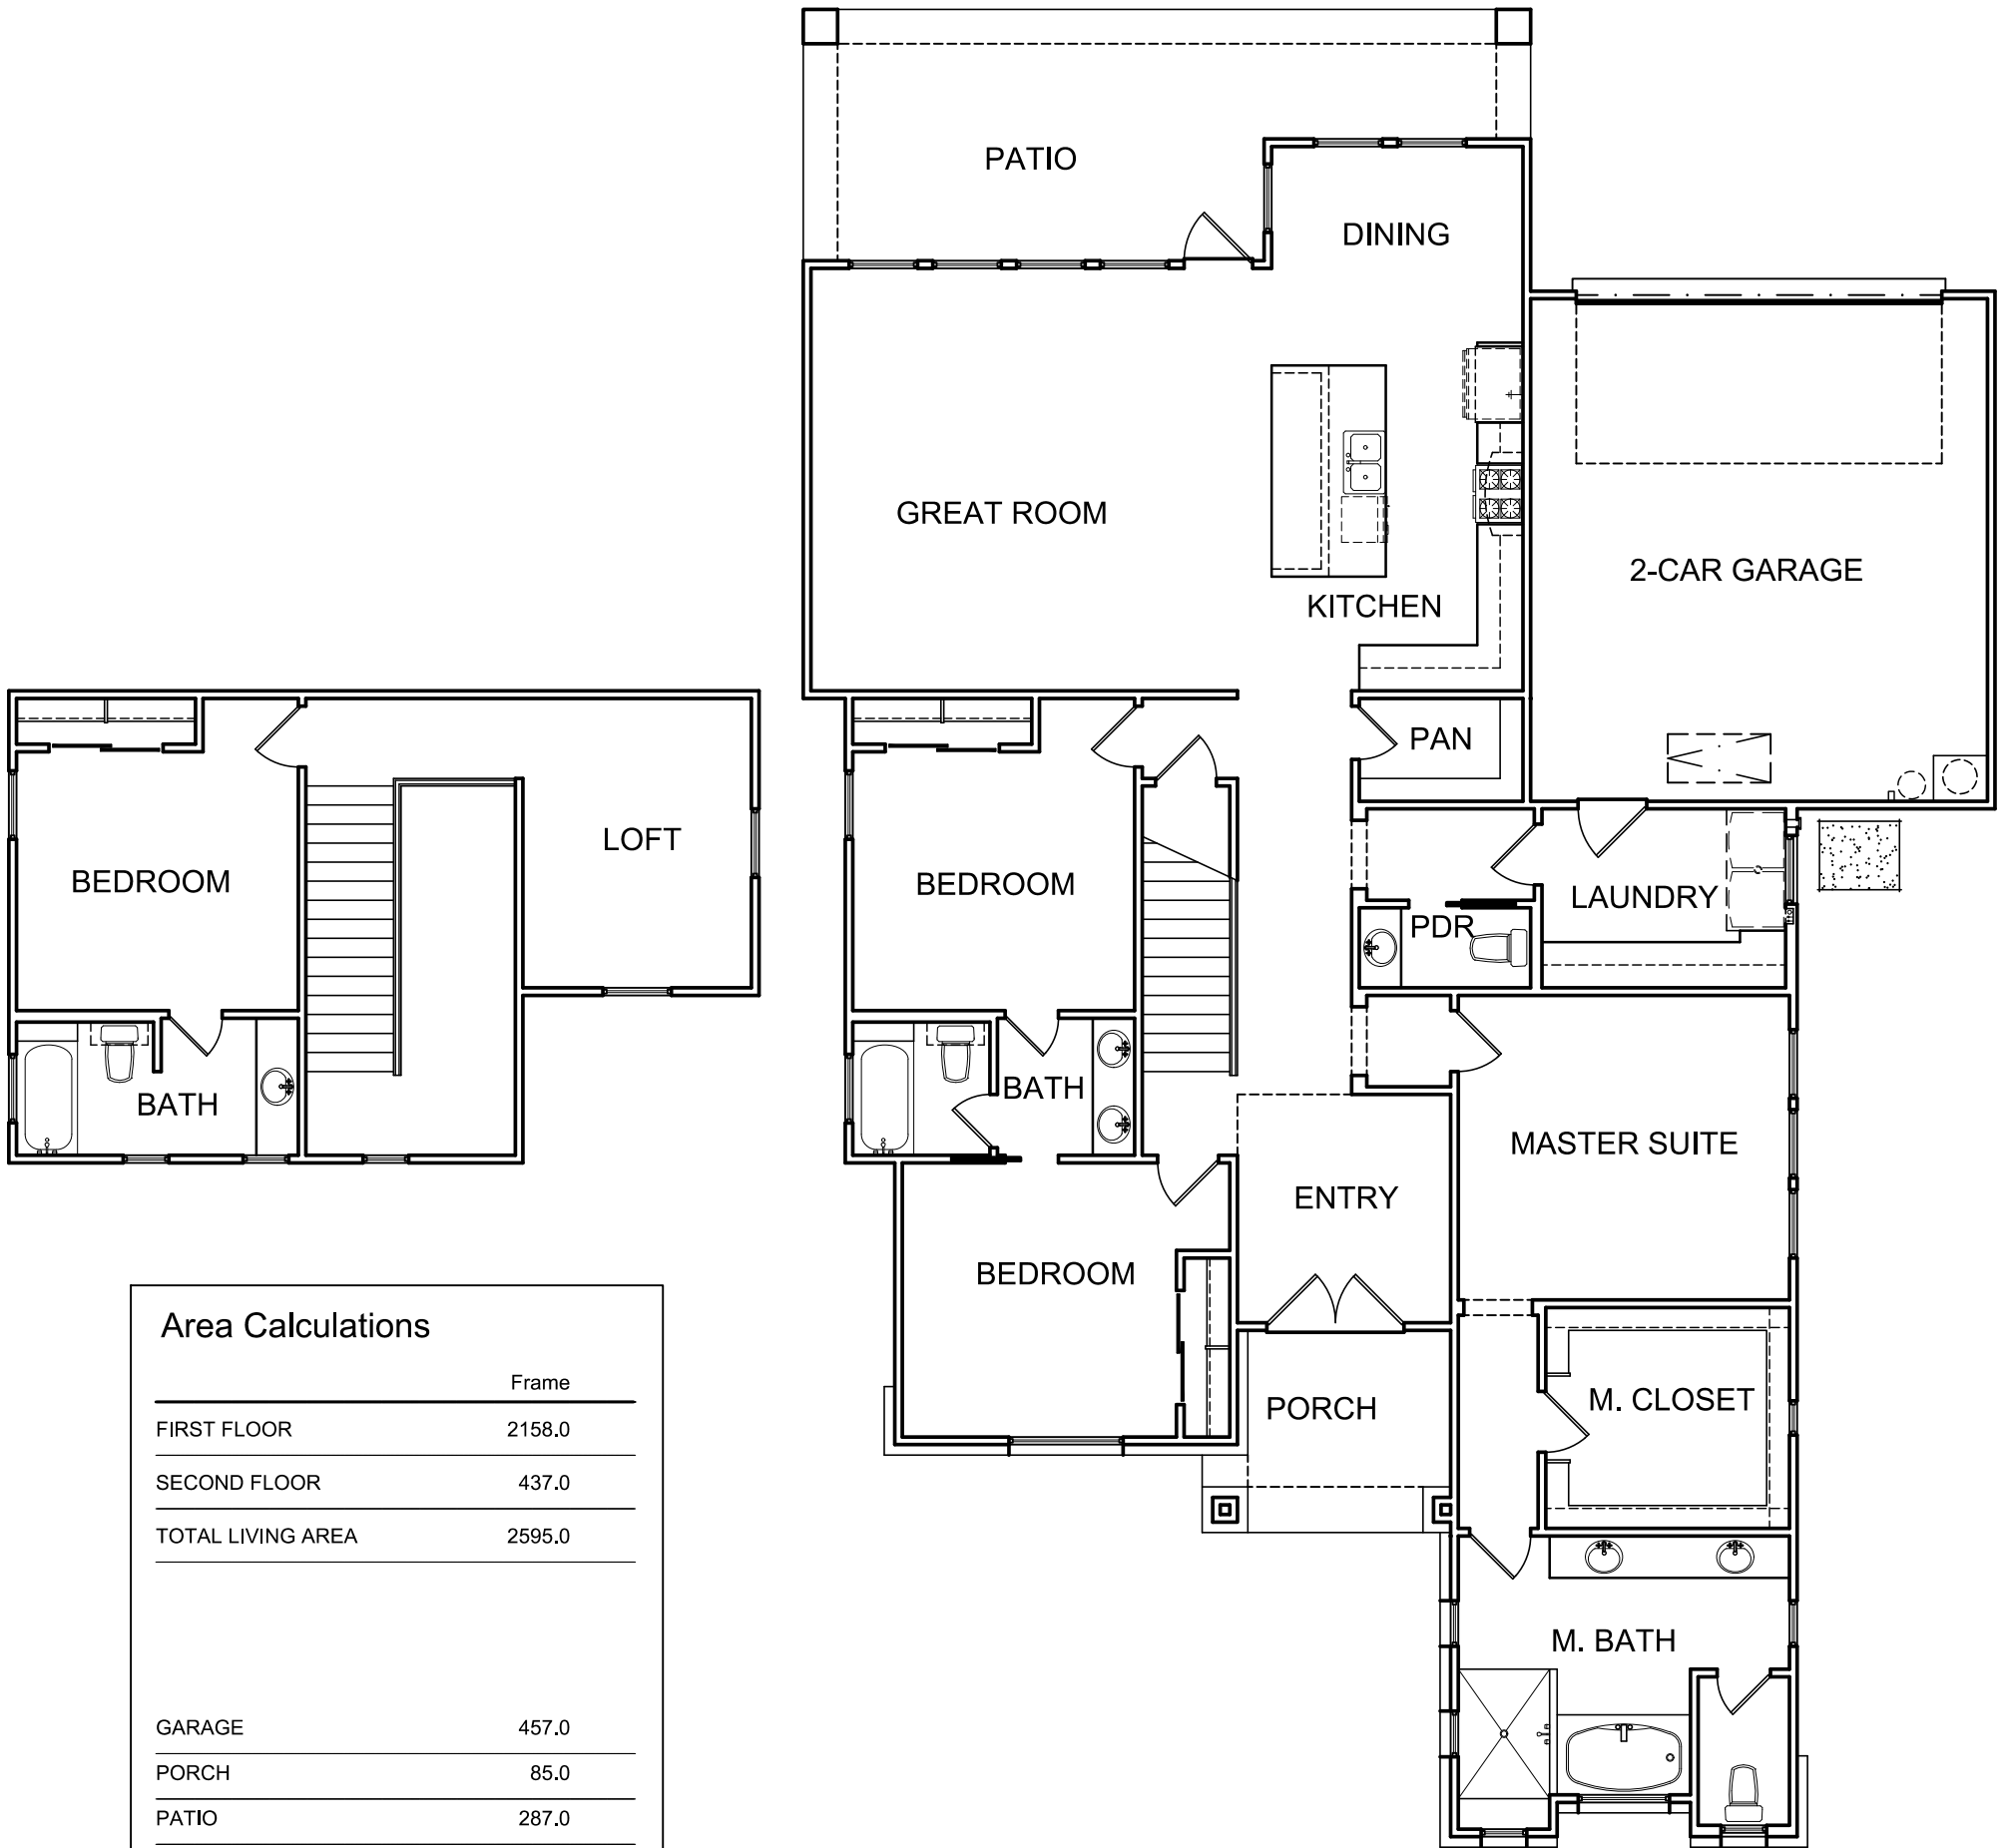 PATIO
DINING
GREAT ROOM
KITCHEN
2-CAR GARAGE
PAN
LOFT
BEDROOM
BEDROOM
LAUNDRY
PDR
BATH
BATH
MASTER SUITE
ENTRY
BEDROOM
M. CLOSET
PORCH
M. BATH
Area Calculations
Frame
FIRST FLOOR 2158.0
SECOND FLOOR 437.0
TOTAL LIVING AREA 2595.0
GARAGE 457.0
PORCH 85.0
PATIO 287.0